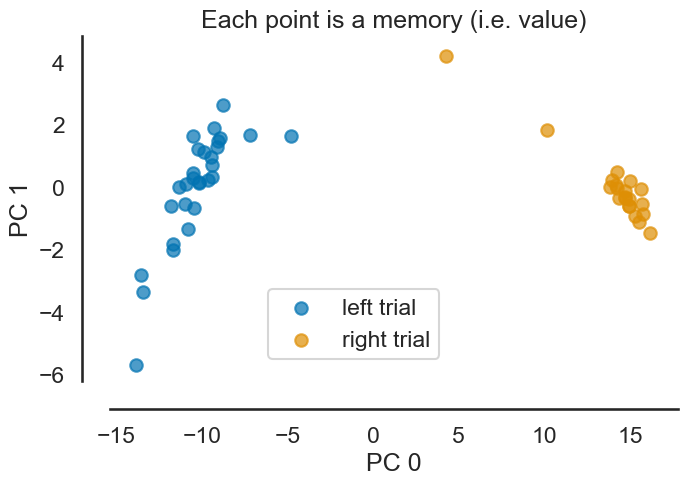 Each point is a memory (i.e. value)
PC 1
4
2
0
−2
−4
−6
left trial
right trial
−15 −10 −5 0 5 10 15
PC 0